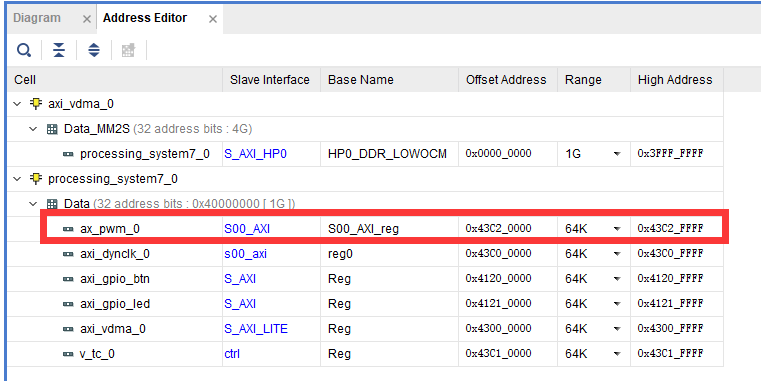 Diagram × Address Editor ×
Cell Slave Interface Base Name Offset Address Range High Address
axi_vdma_0
Data_MM2S (32 address bits : 4G)
processing_system7_0 S_AXI_HP0 HP0_DDR_LOWOCM 0x0000_0000 1G 0x3FFF_FFFF
processing_system7_0
Data (32 address bits : 0x40000000 [ 1G ])
ax_pwm_0 S00_AXI S00_AXI_reg 0x43C2_0000 64K 0x43C2_FFFF
axi_dynclk_0 s00_axi reg0 0x43C0_0000 64K 0x43C0_FFFF
axi_gpio_btn S_AXI Reg 0x4120_0000 64K 0x4120_FFFF
axi_gpio_led S_AXI Reg 0x4121_0000 64K 0x4121_FFFF
axi_vdma_0 S_AXI_LITE Reg 0x4300_0000 64K 0x4300_FFFF
v_tc_0 ctrl Reg 0x43C1_0000 64K 0x43C1_FFFF